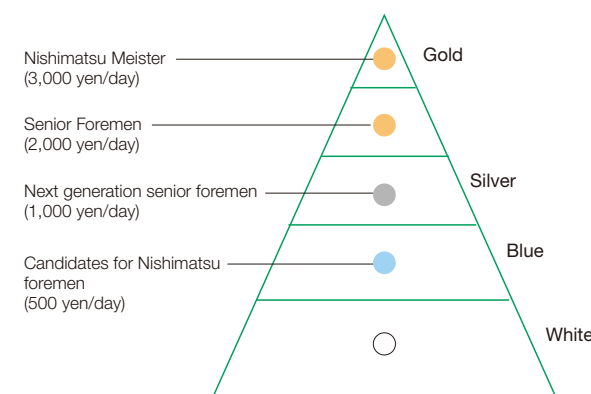 Nishimatsu Meister
(3,000 yen/day)
Gold
Senior Foremen
(2,000 yen/day)
Silver
Next generation senior foremen
(1,000 yen/day)
Blue
Candidates for Nishimatsu
foremen
(500 yen/day)
White